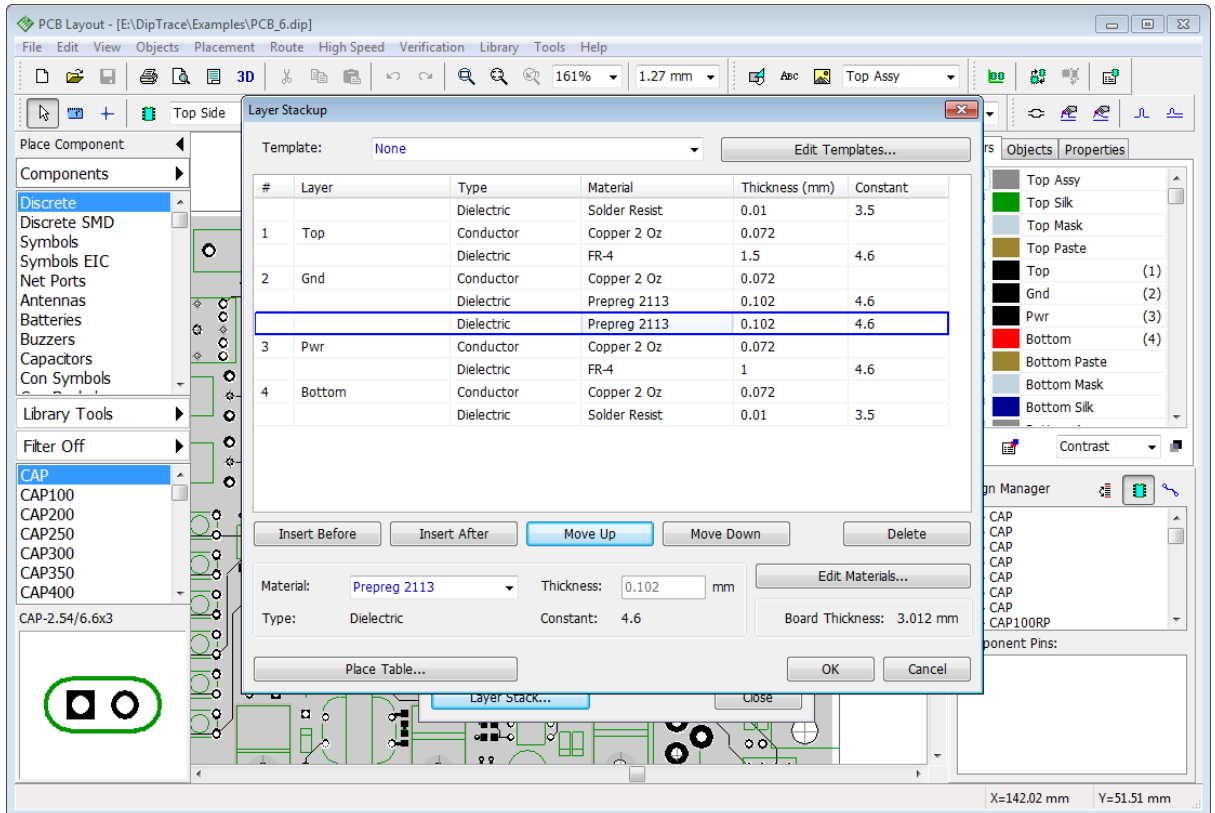 PCB Layout - [E:\DipTrace\Examples\PCB_6.dip]
File Edit View Objects Placement Route High Speed Verification Library Tools Help
3D 161% 1.27 mm ABC Top Assy
Top Side
Layer Stackup
Place Component
Components
Discrete
Discrete SMD
Symbols
Symbols EIC
Net Ports
Antennas
Batteries
Buzzers
Capacitors
Con Symbols
Library Tools
Filter Off
CAP
CAP100
CAP200
CAP250
CAP300
CAP350
CAP400
CAP-2.54/6.6x3
Template: None Edit Templates...
# Layer Type Material Thickness (mm) Constant
Dielectric Solder Resist 0.01 3.5
1 Top Conductor Copper 2 Oz 0.072
Dielectric FR-4 1.5 4.6
2 Gnd Conductor Copper 2 Oz 0.072
Dielectric Prepreg 2113 0.102 4.6
Dielectric Prepreg 2113 0.102 4.6
3 Pwr Conductor Copper 2 Oz 0.072
Dielectric FR-4 1 4.6
4 Bottom Conductor Copper 2 Oz 0.072
Dielectric Solder Resist 0.01 3.5
Insert Before Insert After Move Up Move Down Delete
Material: Prepreg 2113 Thickness: 0.102 mm Edit Materials...
Type: Dielectric Constant: 4.6 Board Thickness: 3.012 mm
Place Table... OK Cancel
Layer Stack... Close
rs Objects Properties
Top Assy
Top Silk
Top Mask
Top Paste
Top (1)
Gnd (2)
Pwr (3)
Bottom (4)
Bottom Paste
Bottom Mask
Bottom Silk
Contrast
gn Manager
CAP
CAP
CAP
CAP
CAP
CAP
CAP
CAP100RP
ponent Pins:
X=142.02 mm Y=51.51 mm